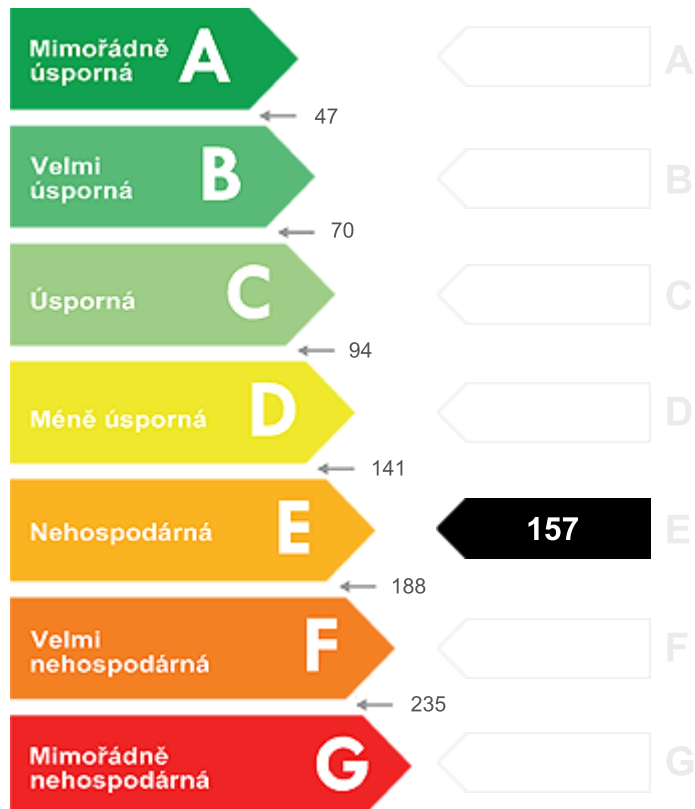 Mimořádně
úsporná
A
A
47
Velmi
úsporná
B
B
70
Úsporná
C
C
94
Méně úsporná
D
D
141
Nehospodárná
E
157
E
188
Velmi
nehospodárná
F
F
235
Mimořádně
nehospodárná
G
G